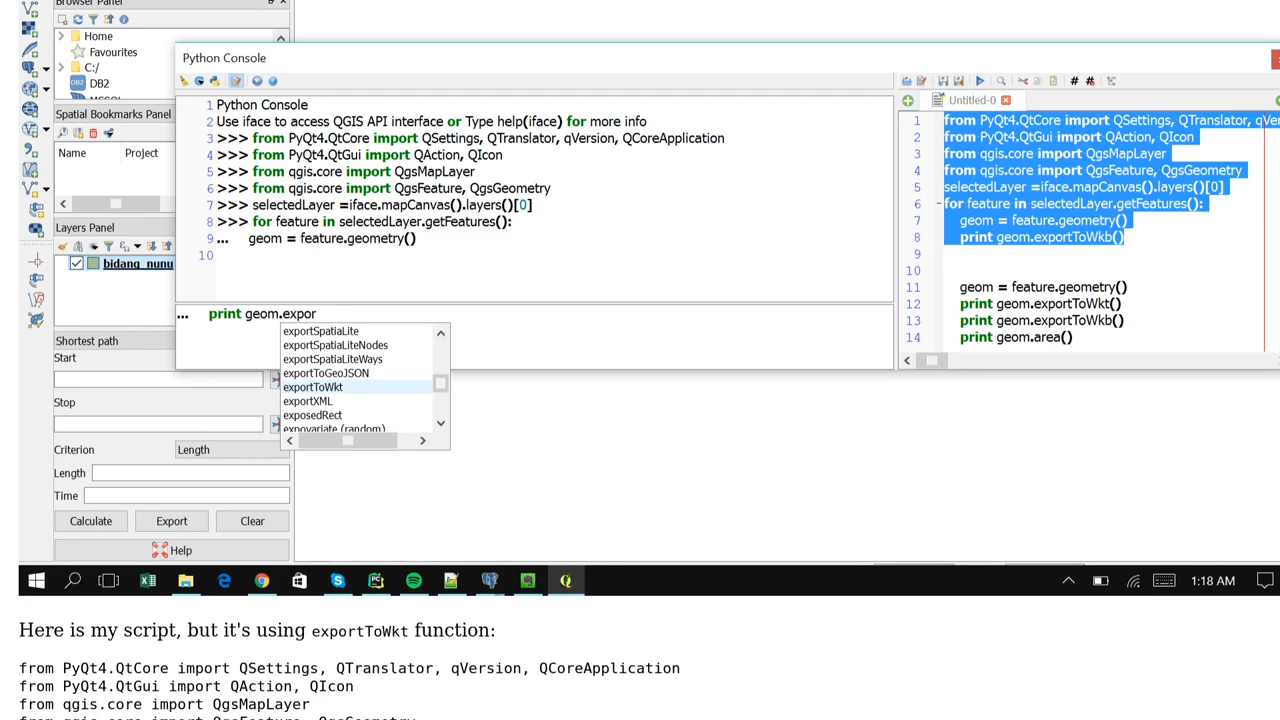 Browser Panel
Home
Favourites
C:/
DB2
MSSQL
Spatial Bookmarks Panel
Name Project
Layers Panel
bidang_nunu
Shortest path
Start
Stop
Criterion Length
Length
Time
Calculate Export Clear
Help
Python Console
1 Python Console
2 Use iface to access QGIS API interface or Type help(iface) for more info
3 >>> from PyQt4.QtCore import QSettings, QTranslator, qVersion, QCoreApplication
4 >>> from PyQt4.QtGui import QAction, QIcon
5 >>> from qgis.core import QgsMapLayer
6 >>> from qgis.core import QgsFeature, QgsGeometry
7 >>> selectedLayer =iface.mapCanvas().layers()[0]
8 >>> for feature in selectedLayer.getFeatures():
9 ... geom = feature.geometry()
10
... print geom.expor
exportSpatiaLite
exportSpatiaLiteNodes
exportSpatiaLiteWays
exportToGeoJSON
exportToWkt
exportXML
exposedRect
expovariate (random)
Untitled-0
1 from PyQt4.QtCore import QSettings, QTranslator, qVer
2 from PyQt4.QtGui import QAction, QIcon
3 from qgis.core import QgsMapLayer
4 from qgis.core import QgsFeature, QgsGeometry
5 selectedLayer =iface.mapCanvas().layers()[0]
6 for feature in selectedLayer.getFeatures():
7 geom = feature.geometry()
8 print geom.exportToWkb()
9
10
11 geom = feature.geometry()
12 print geom.exportToWkt()
13 print geom.exportToWkb()
14 print geom.area()
1:18 AM
Here is my script, but it's using exportToWkt function:
from PyQt4.QtCore import QSettings, QTranslator, qVersion, QCoreApplication
from PyQt4.QtGui import QAction, QIcon
from qgis.core import QgsMapLayer
from qgis.core import QgsFeature, QgsGeometry